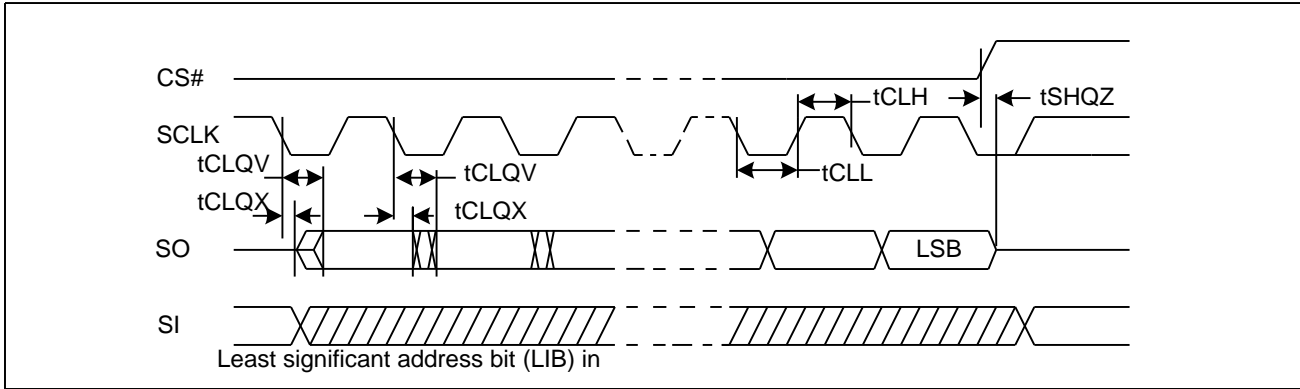 CS#
tCLH
tSHQZ
SCLK
tCLQV
tCLQV
tCLL
tCLQX
tCLQX
SO
LSB
SI
Least significant address bit (LIB) in